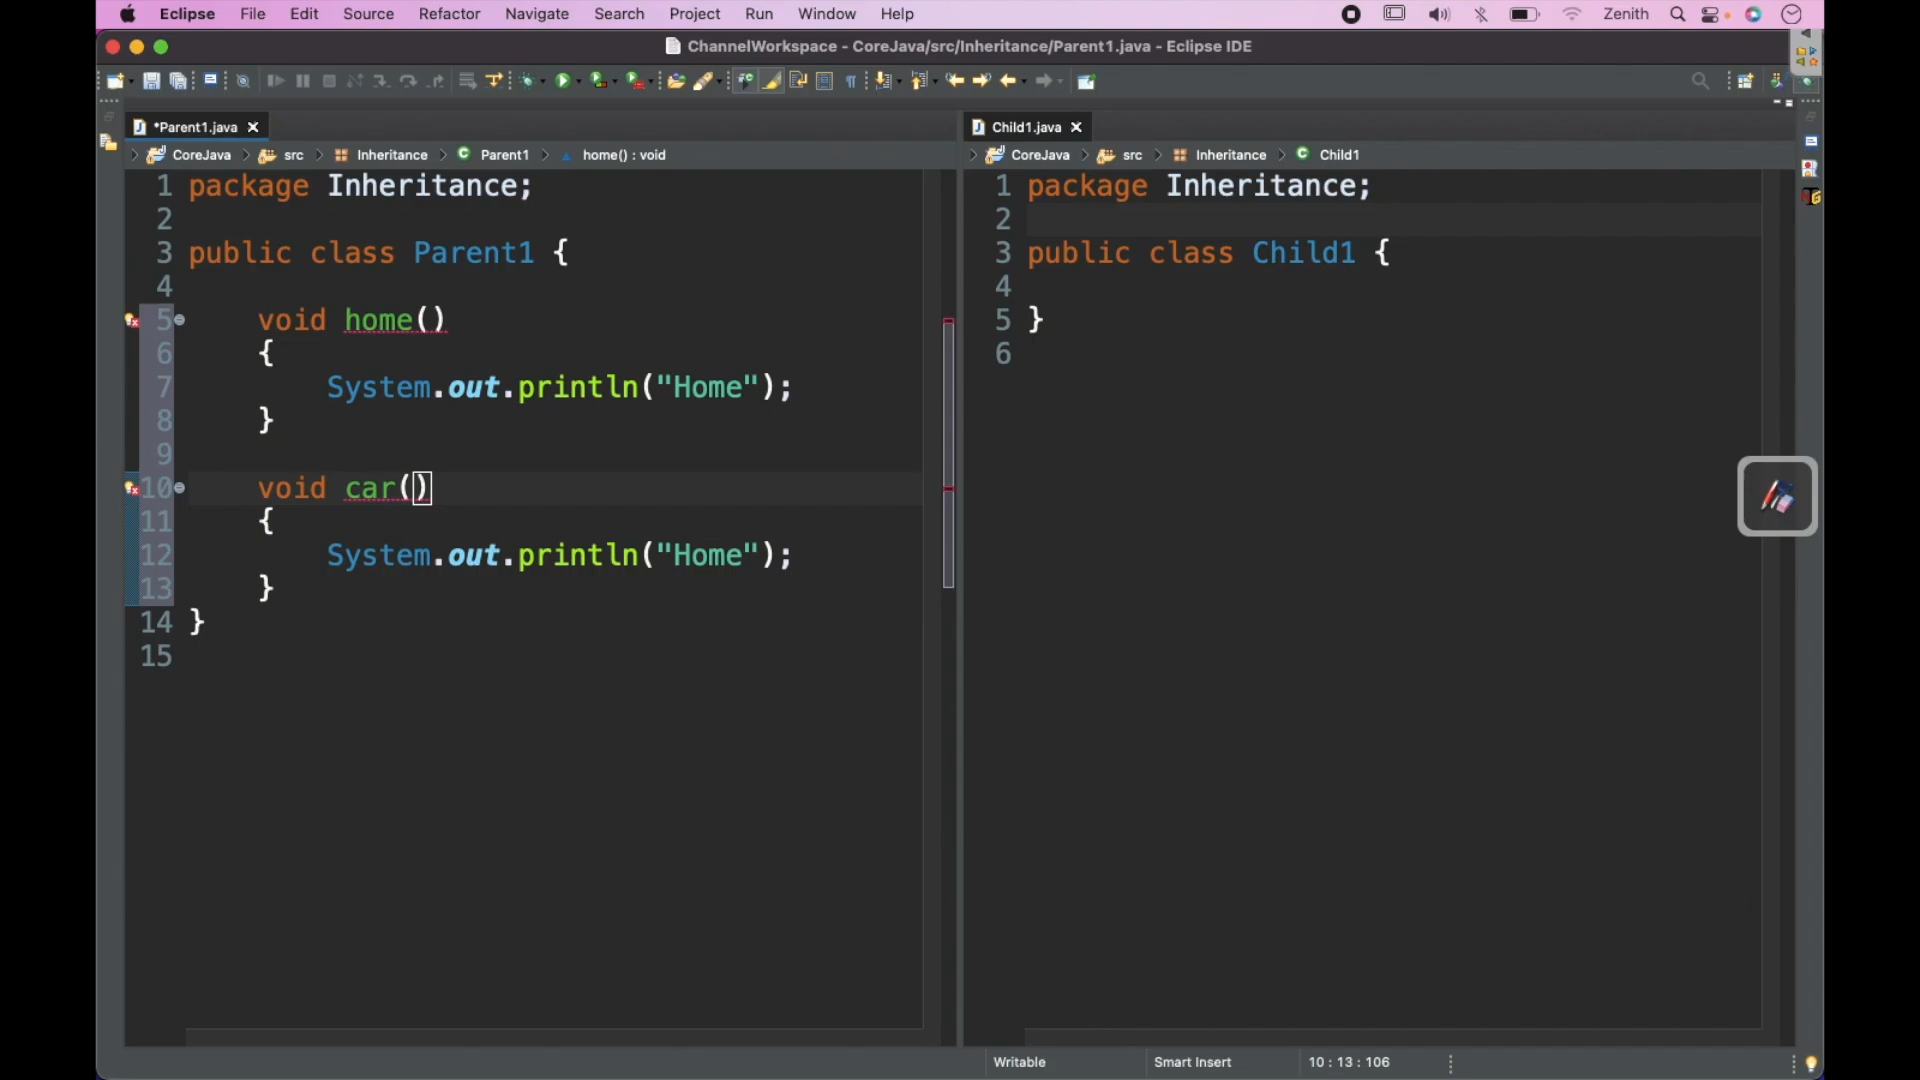 Eclipse File Edit Source Refactor Navigate Search Project Run Window Help Zenith
ChannelWorkspace - CoreJava/src/Inheritance/Parent1.java - Eclipse IDE
*Parent1.java
CoreJava src Inheritance Parent1 home() : void
1 package Inheritance;
2
3 public class Parent1 {
4
5 void home()
6 {
7 System.out.println("Home");
8 }
9
10 void car()
11 {
12 System.out.println("Home");
13 }
14 }
15
Child1.java
CoreJava src Inheritance Child1
1 package Inheritance;
2
3 public class Child1 {
4
5 }
6
Writable Smart Insert 10 : 13 : 106